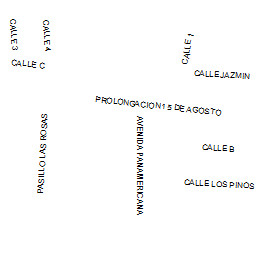 CALLE 3
CALLE 4
CALLE 1
CALLE C
CALLE JAZMIN
PROLONGACION 15 DE AGOSTO
PASILLO LAS ROSAS
AVENIDA PANAMERICANA
CALLE B
CALLE LOS PINOS